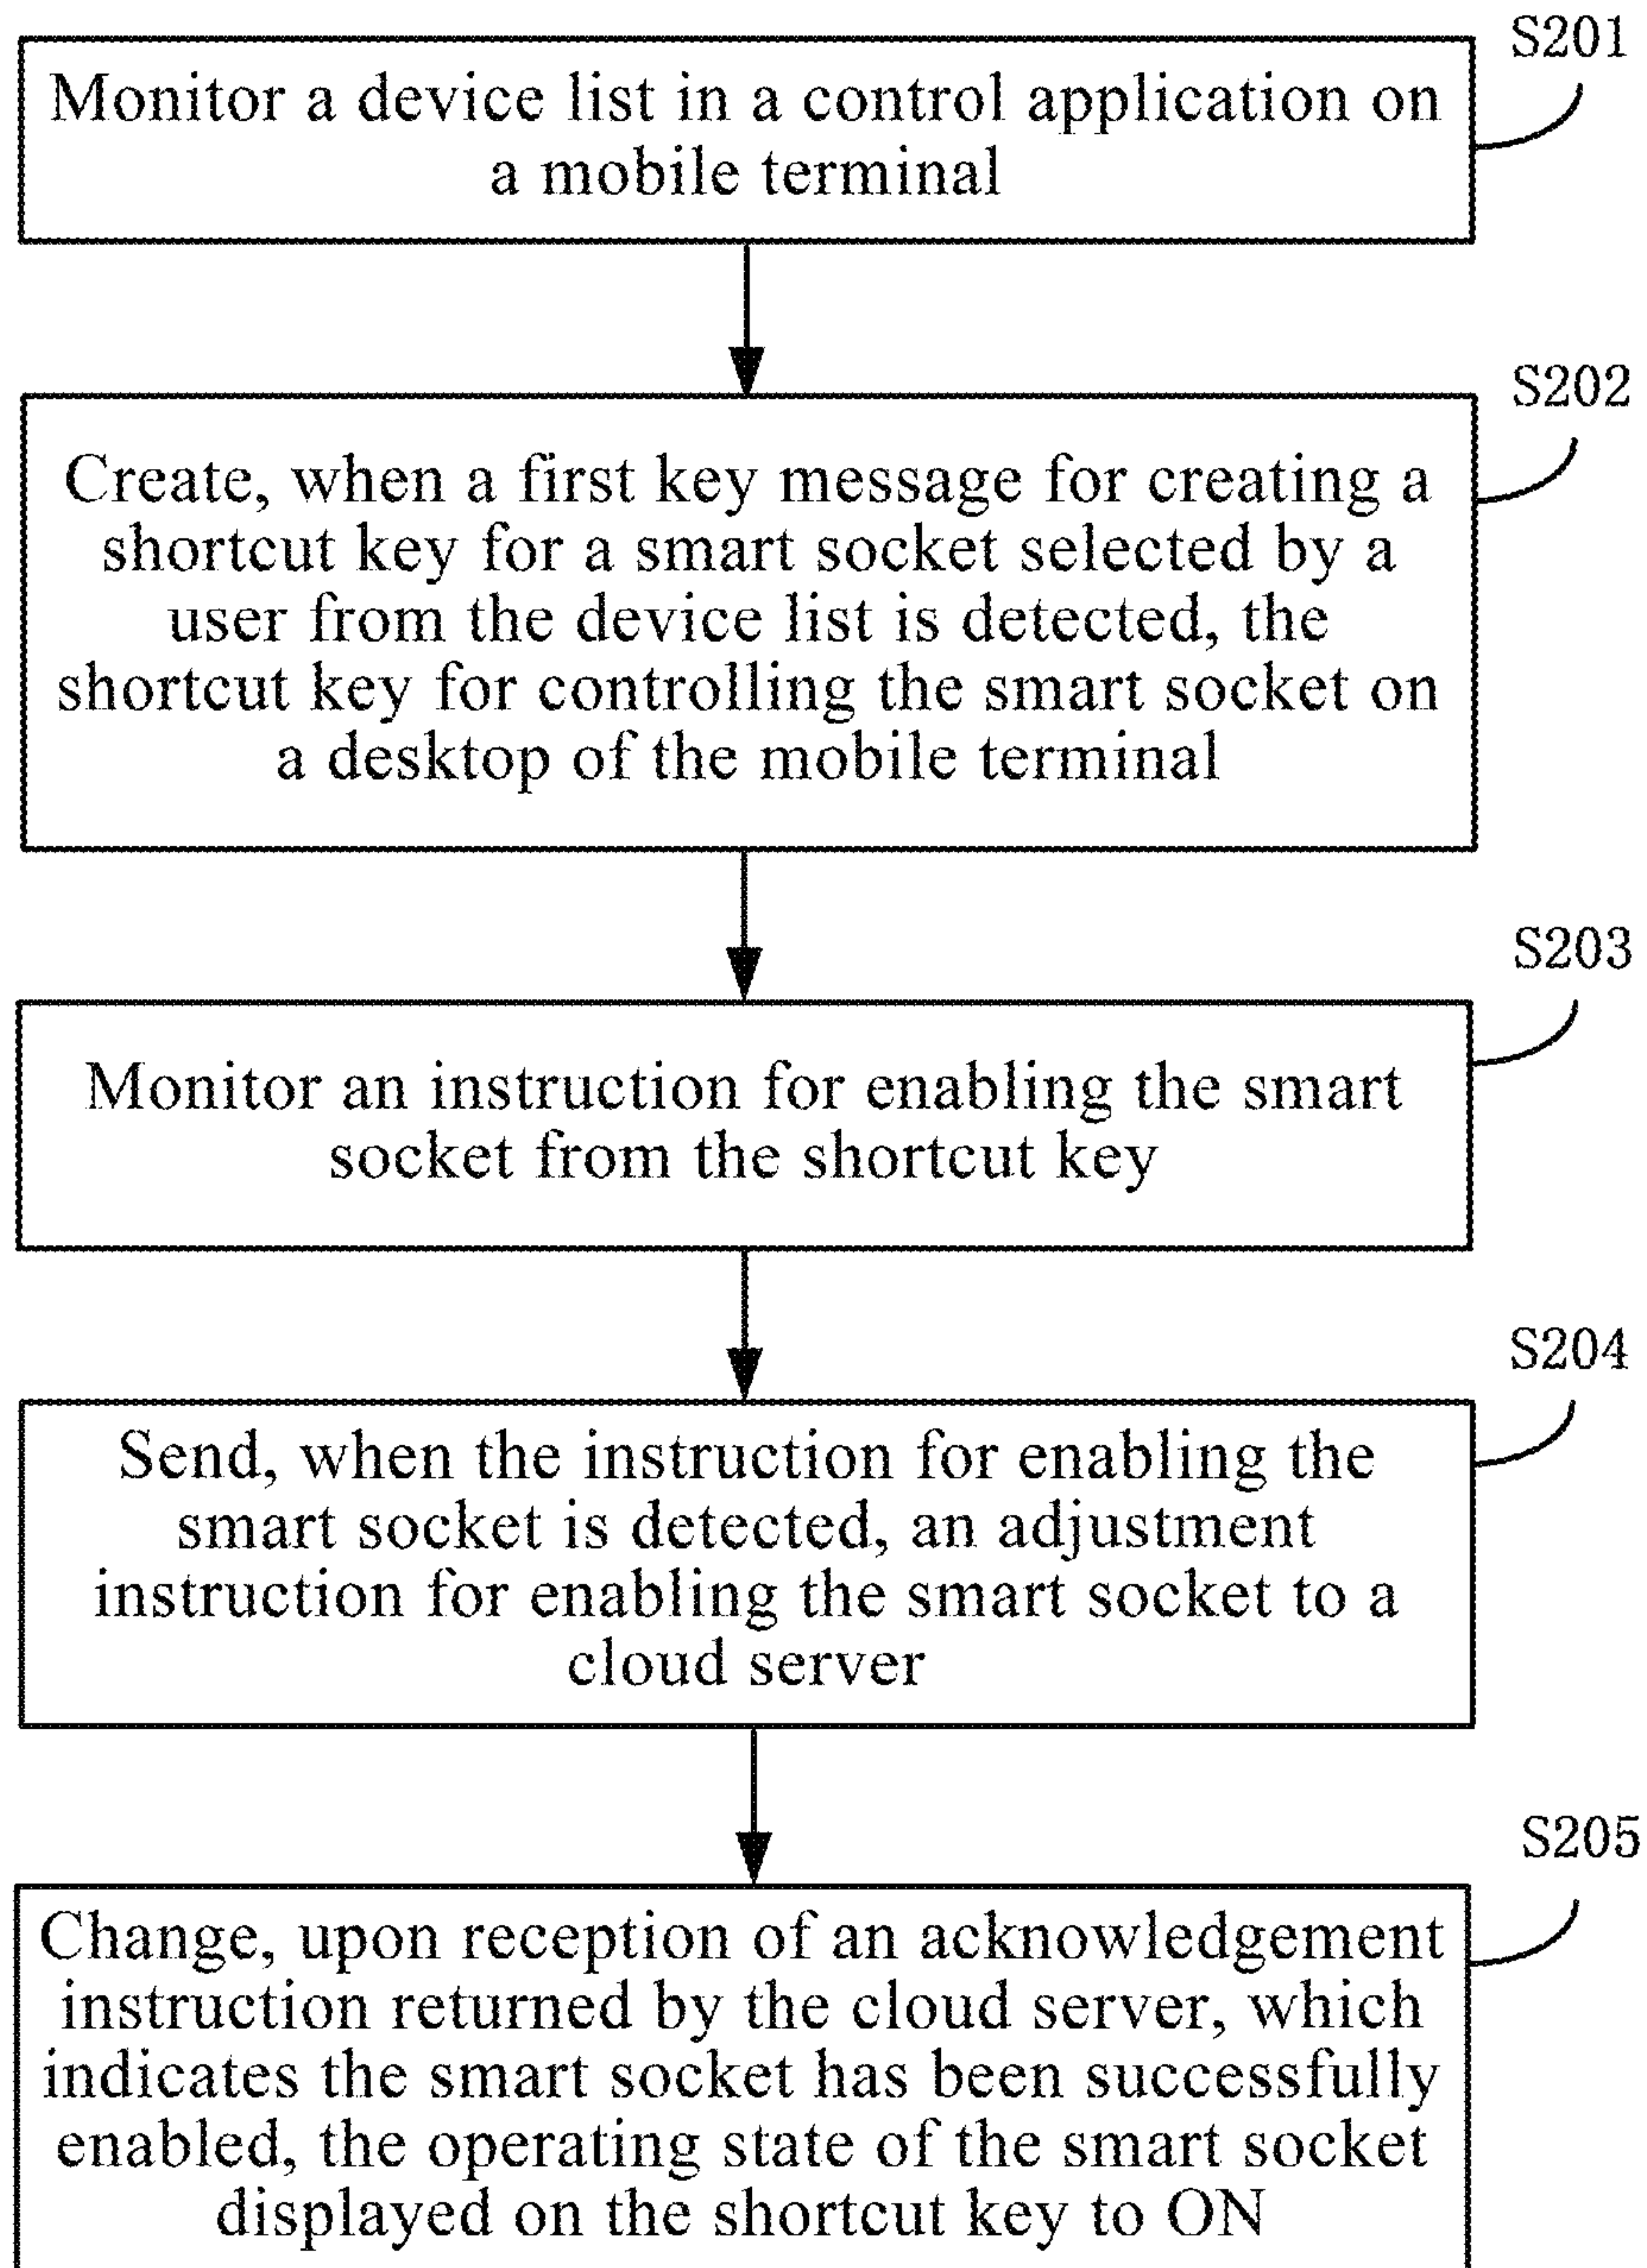 S201
Monitor a device list in a control application on
a mobile terminal
S202
Create, when a first key message for creating a
shortcut key for a smart socket selected by a
user from the device list is detected, the
shortcut key for controlling the smart socket on
a desktop of the mobile terminal
S203
Monitor an instruction for enabling the smart
socket from the shortcut key
S204
Send, when the instruction for enabling the
smart socket is detected, an adjustment
instruction for enabling the smart socket to a
cloud server
S205
Change, upon reception of an acknowledgement
instruction returned by the cloud server, which
indicates the smart socket has been successfully
enabled, the operating state of the smart socket
displayed on the shortcut key to ON